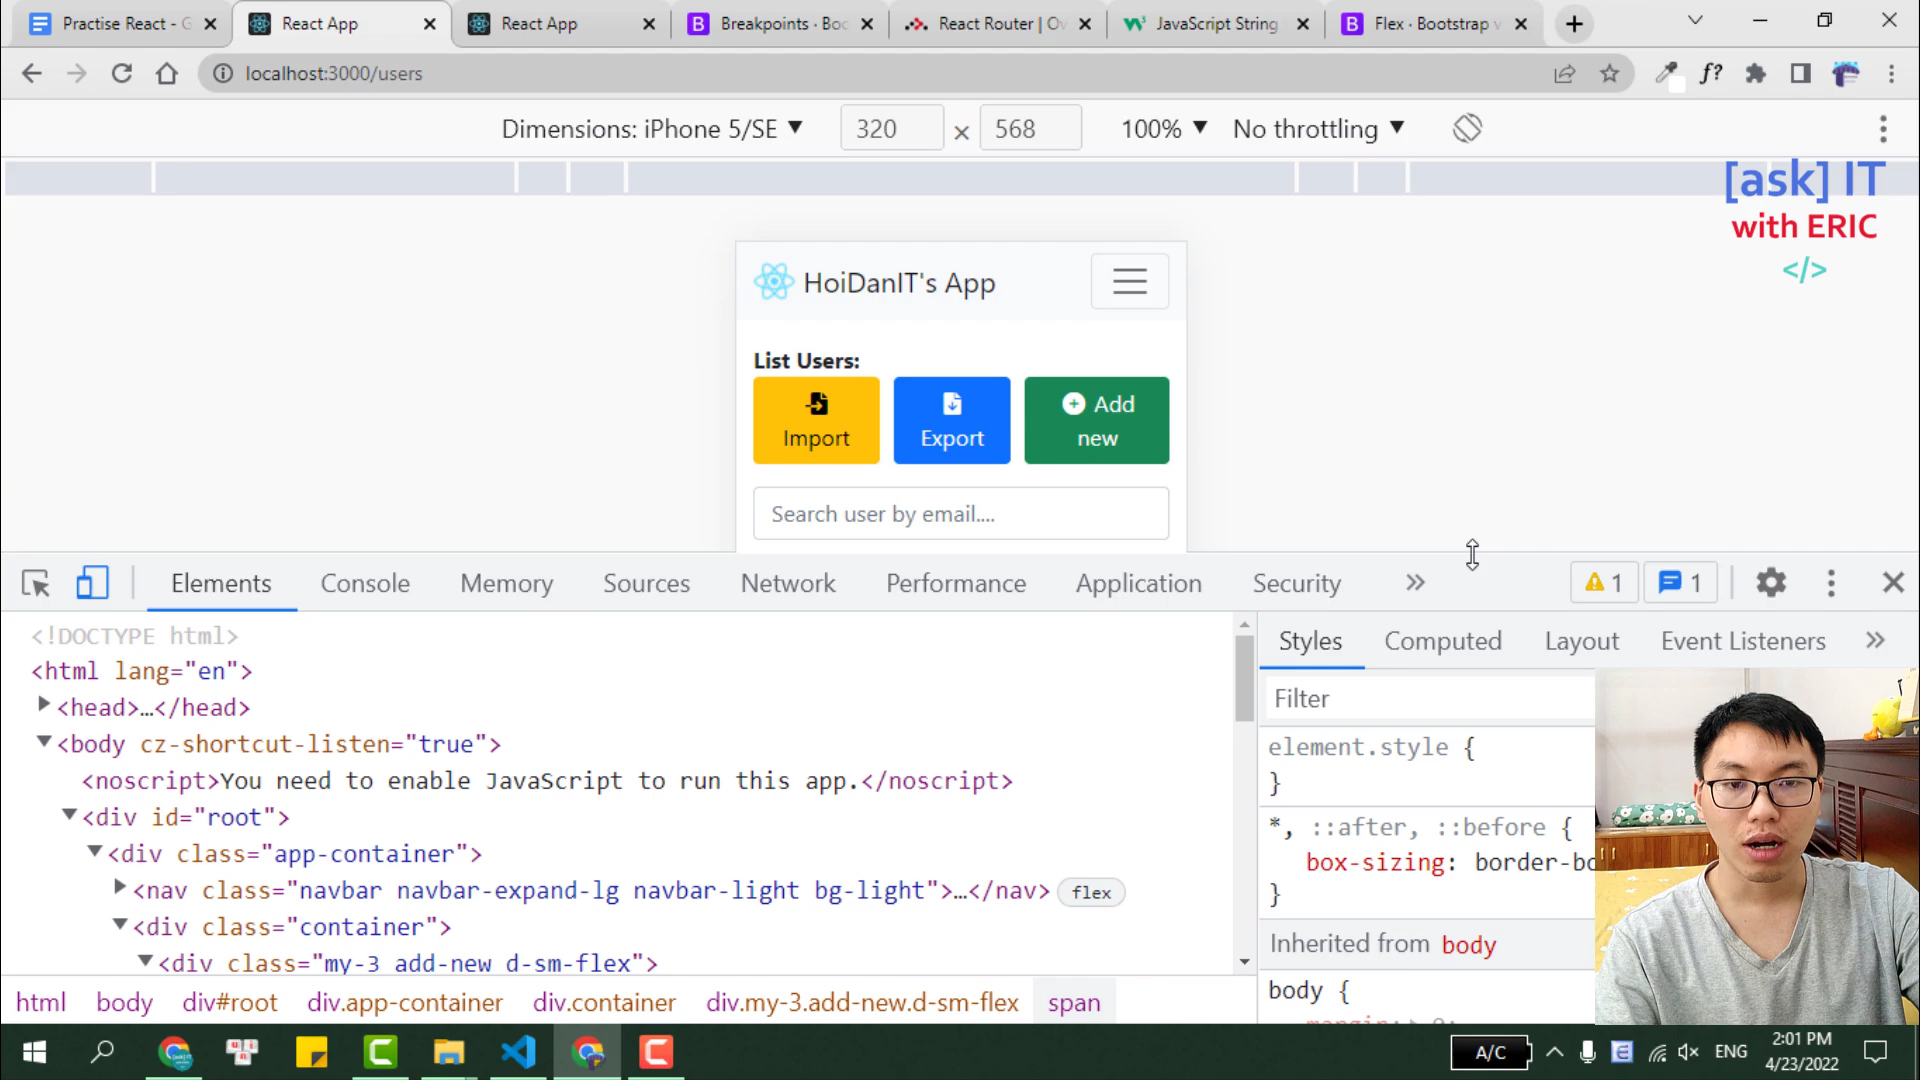 Practise React - G
React App
React App
Breakpoints · Boo
React Router | Ov
JavaScript String
Flex · Bootstrap v
localhost:3000/users
f?
Dimensions: iPhone 5/SE
320 × 568
100%
No throttling
[ask] IT
with ERIC
</>
HoiDanIT's App
List Users:
Import
Export
Add new
Search user by email....
Elements
Console
Memory
Sources
Network
Performance
Application
Security
1
1
<!DOCTYPE html>
<html lang="en">
<head>…</head>
<body cz-shortcut-listen="true">
<noscript>You need to enable JavaScript to run this app.</noscript>
<div id="root">
<div class="app-container">
<nav class="navbar navbar-expand-lg navbar-light bg-light">…</nav> flex
<div class="container">
<div class="my-3 add-new d-sm-flex">
html body div#root div.app-container div.container div.my-3.add-new.d-sm-flex span
Styles
Computed
Layout
Event Listeners
Filter
element.style {
}
*, ::after, ::before {
box-sizing: border-bo
}
Inherited from body
body {
A/C
ENG
2:01 PM
4/23/2022